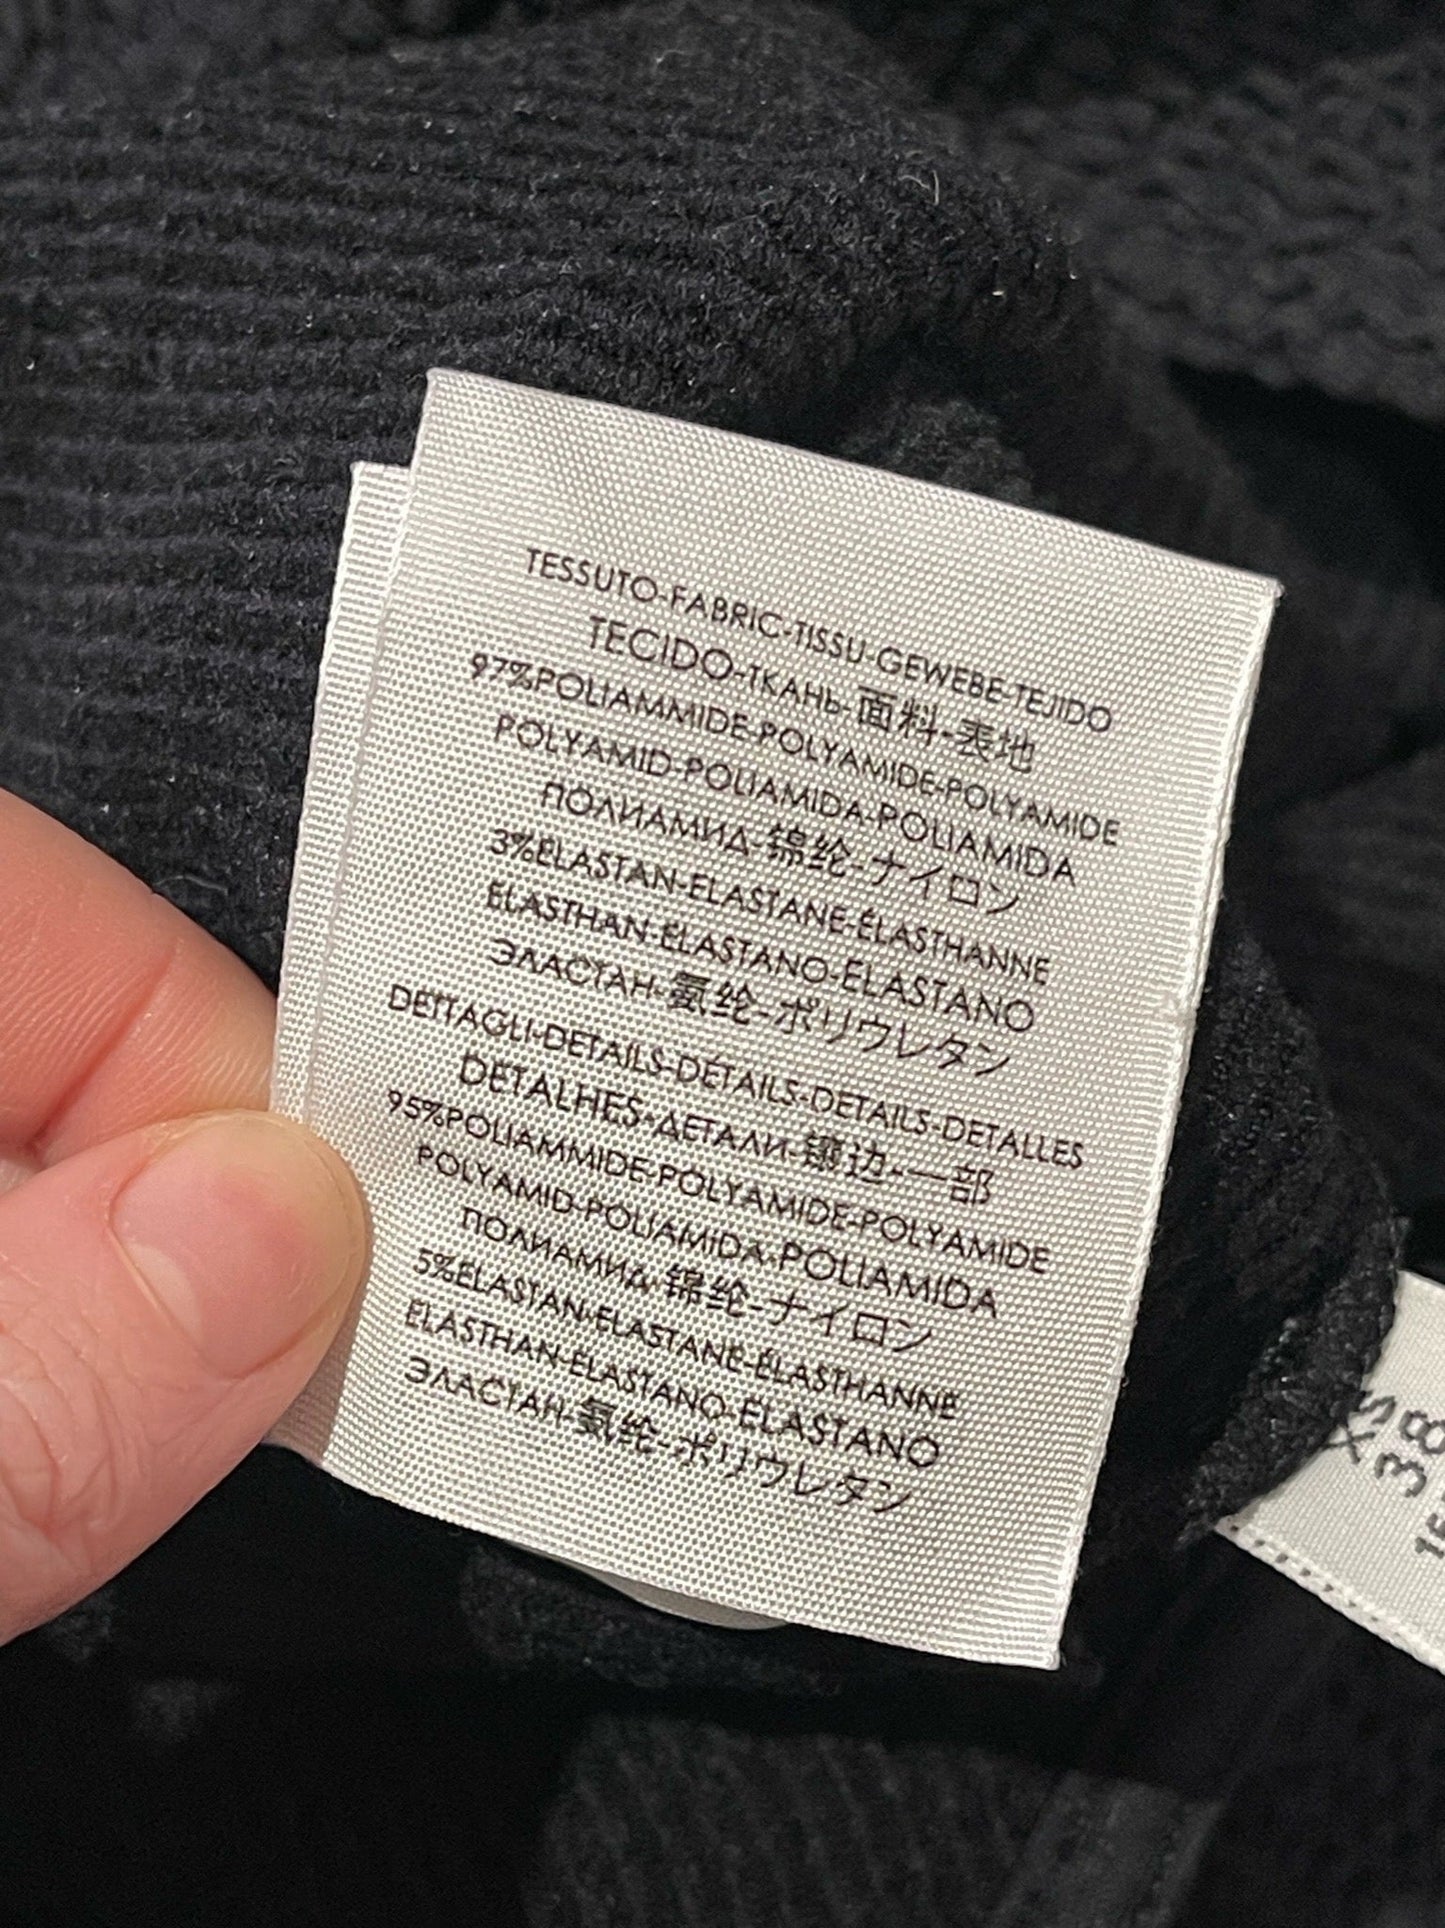 TESSUTO-FABRIC-TISSU-GEWEBE-TEJIDO
TECIDO-ТКАНЬ-面料-表地
97%POLIAMMIDE-POLYAMIDE-POLYAMIDE
POLYAMID-POLIAMIDA-POLIAMIDA
ПОЛИАМИД-锦纶-ナイロン
3%ELASTAN-ELASTANE-ÉLASTHANNE
ELASTHAN-ELASTANO-ELASTANO
ЭЛАСТАН-氨纶-ポリウレタン
DETTAGLI-DETAILS-DÉTAILS-DETAILS-DETALLES
DETALHES-ДЕТАЛИ-镶边-一部
95%POLIAMMIDE-POLYAMIDE-POLYAMIDE
POLYAMID-POLIAMIDA-POLIAMIDA
ПОЛИАМИД-锦纶-ナイロン
5%ELASTAN-ELASTANE-ÉLASTHANNE
ELASTHAN-ELASTANO-ELASTANO
ЭЛАСТАН-氨纶-ポリウレタン
XS
38